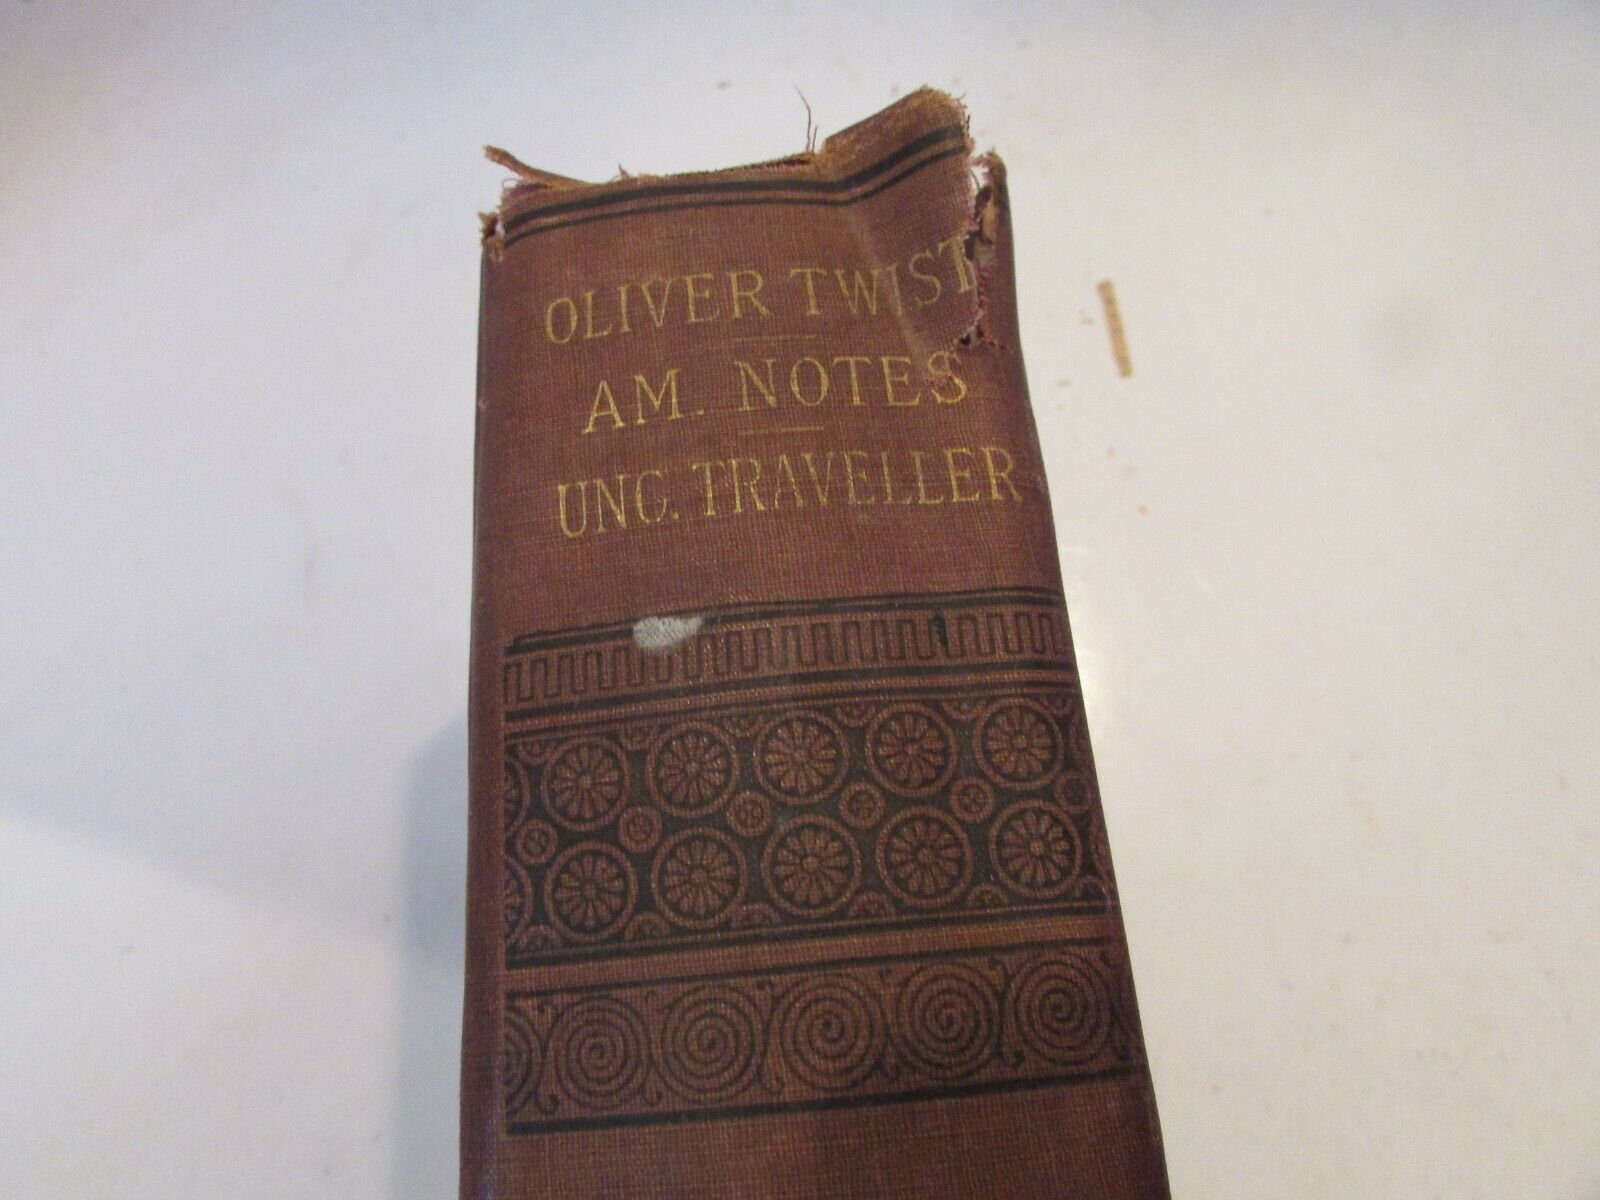 OLIVER TWIST
AM. NOTES
UNC. TRAVELLER